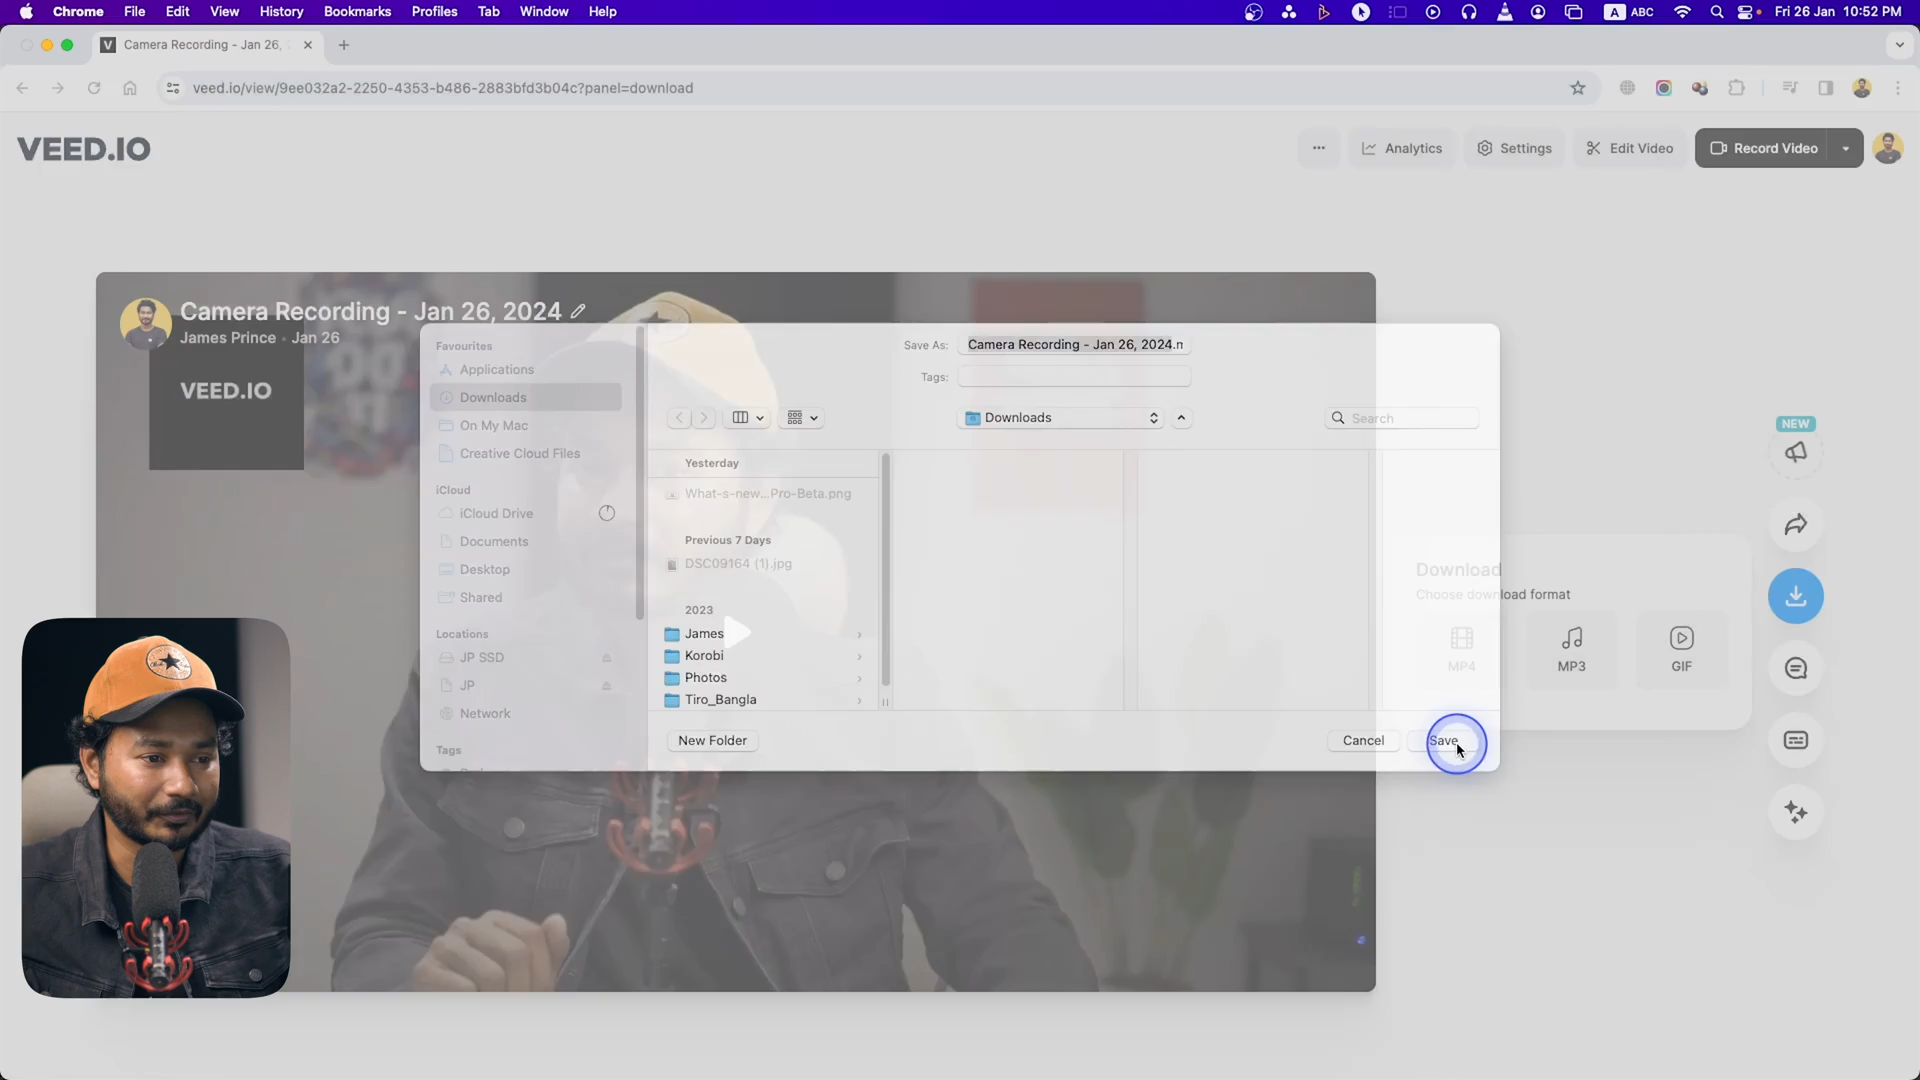 Chrome File Edit View History Bookmarks Profiles Tab Window Help
A ABC Fri 26 Jan 10:52 PM
V Camera Recording - Jan 26,
veed.io/view/9ee032a2-2250-4353-b486-2883bfd3b04c?panel=download
VEED.IO
Analytics
Settings
Edit Video
Record Video
Camera Recording - Jan 26, 2024
James Prince • Jan 26
VEED.IO
Favourites
Applications
Downloads
On My Mac
Creative Cloud Files
iCloud
iCloud Drive
Documents
Desktop
Shared
Locations
JP SSD
JP
Network
Tags
Save As: Camera Recording - Jan 26, 2024.m
Tags:
Downloads
Search
Yesterday
What-s-new...Pro-Beta.png
Previous 7 Days
DSC09164 (1).jpg
2023
James
Korobi
Photos
Tiro_Bangla
New Folder
Cancel
Save
NEW
Download
Choose download format
MP4
MP3
GIF